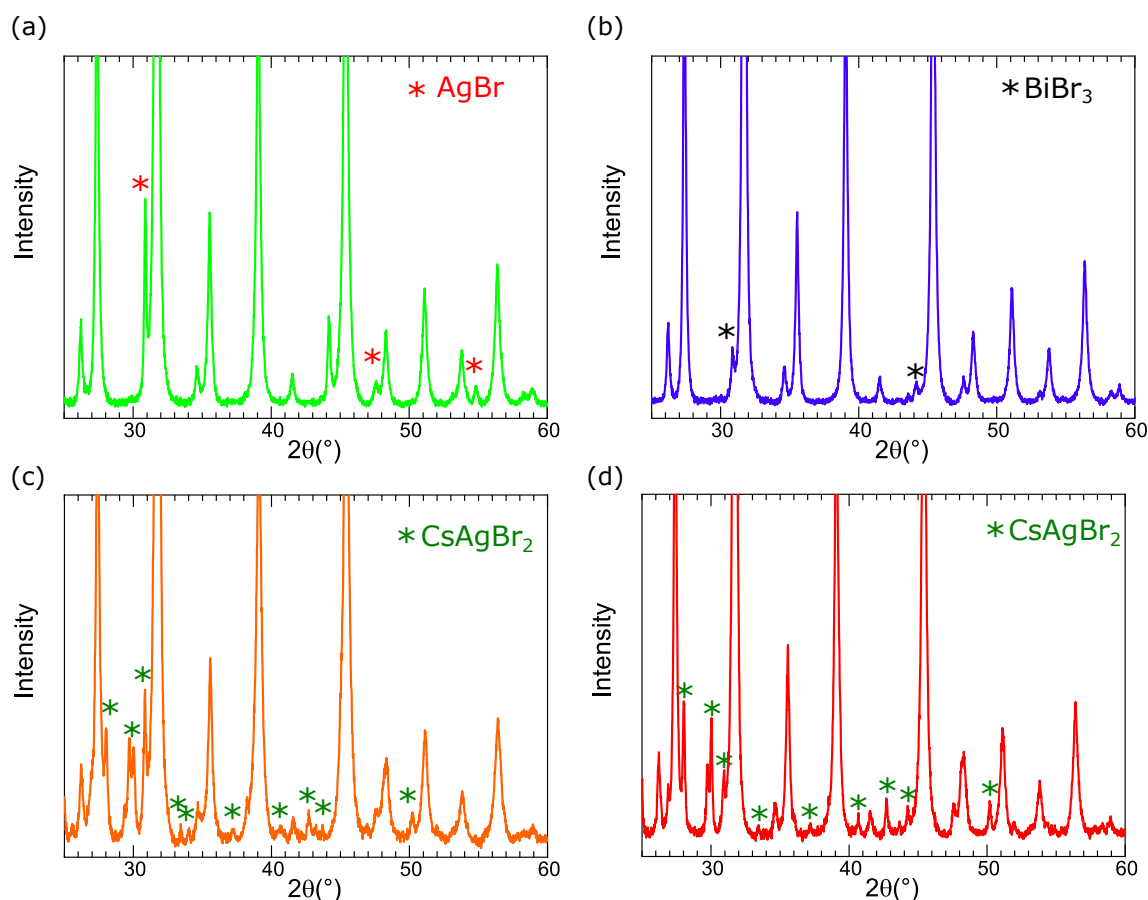 (a)
(b)
* AgBr
* BiBr₃
Intensity
Intensity
30 40 50 60
30 40 50 60
2θ(°)
2θ(°)
(c)
(d)
* CsAgBr₂
* CsAgBr₂
Intensity
Intensity
30 40 50 60
30 40 50 60
2θ(°)
2θ(°)